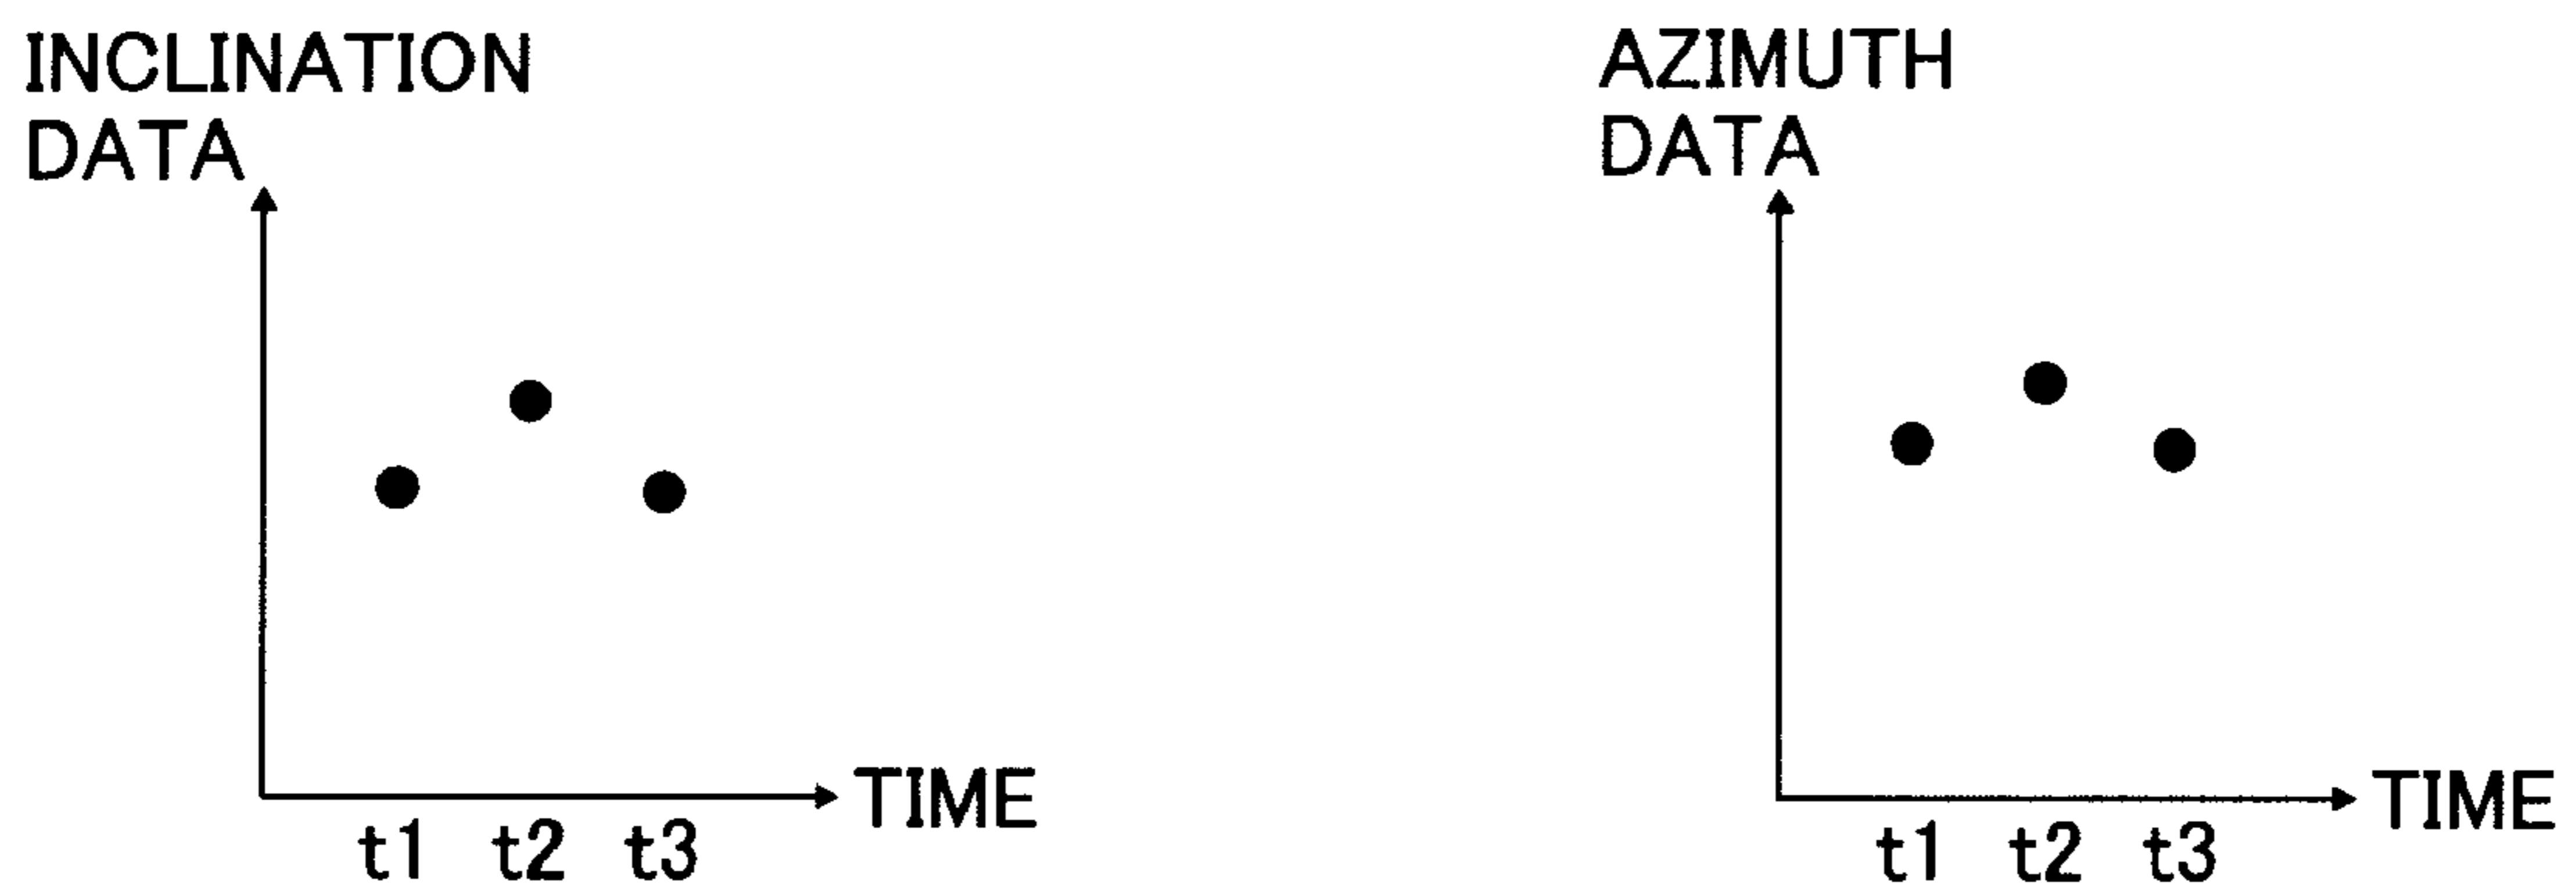 INCLINATION
DATA
TIME
t1 t2 t3
AZIMUTH
DATA
TIME
t1 t2 t3